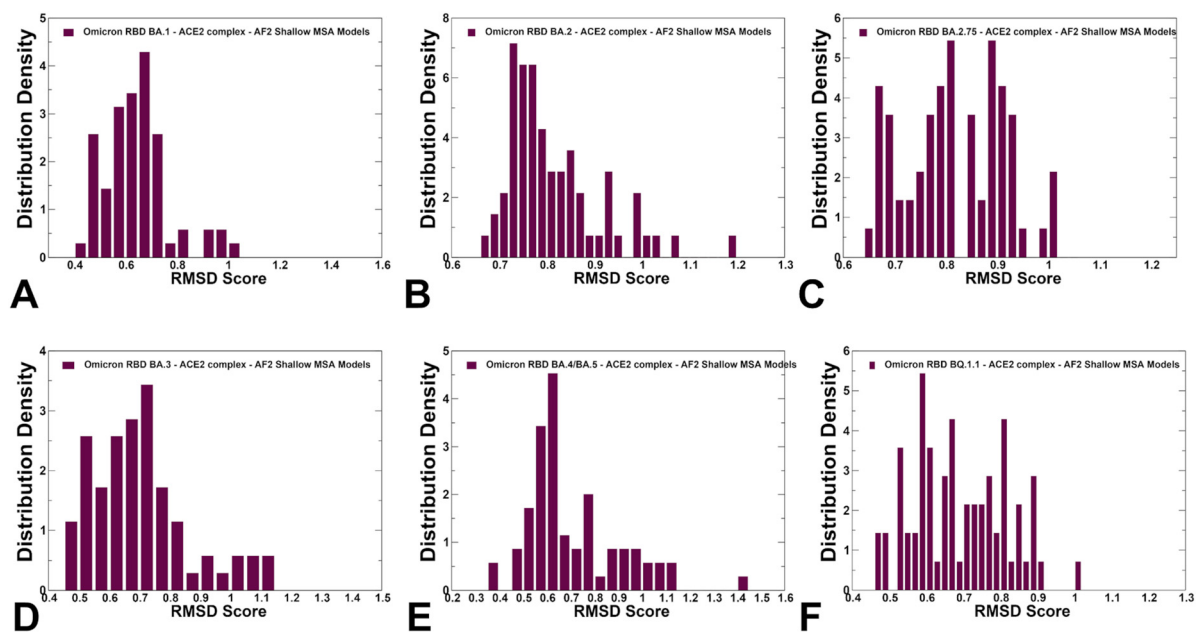 Omicron RBD BA.1 - ACE2 complex - AF2 Shallow MSA Models
Distribution Density
5
4
3
2
1
0
0.4 0.6 0.8 1 1.2 1.4 1.6
RMSD Score
A
Omicron RBD BA.2 - ACE2 complex - AF2 Shallow MSA Models
Distribution Density
8
6
4
2
0
0.6 0.7 0.8 0.9 1 1.1 1.2 1.3
RMSD Score
B
Omicron RBD BA.2.75 - ACE2 complex - AF2 Shallow MSA Models
Distribution Density
6
5
4
3
2
1
0
0.6 0.7 0.8 0.9 1 1.1 1.2
RMSD Score
C
Omicron RBD BA.3 - ACE2 complex - AF2 Shallow MSA Models
Distribution Density
4
3
2
1
0
0.4 0.5 0.6 0.7 0.8 0.9 1 1.1 1.2 1.3 1.4 1.5
RMSD Score
D
Omicron RBD BA.4/BA.5 - ACE2 complex - AF2 Shallow MSA Models
Distribution Density
5
4
3
2
1
0
0.2 0.3 0.4 0.5 0.6 0.7 0.8 0.9 1 1.1 1.2 1.3 1.4 1.5 1.6
RMSD Score
E
Omicron RBD BQ.1.1 - ACE2 complex - AF2 Shallow MSA Models
Distribution Density
6
5
4
3
2
1
0
0.4 0.5 0.6 0.7 0.8 0.9 1 1.1 1.2 1.3
RMSD Score
F